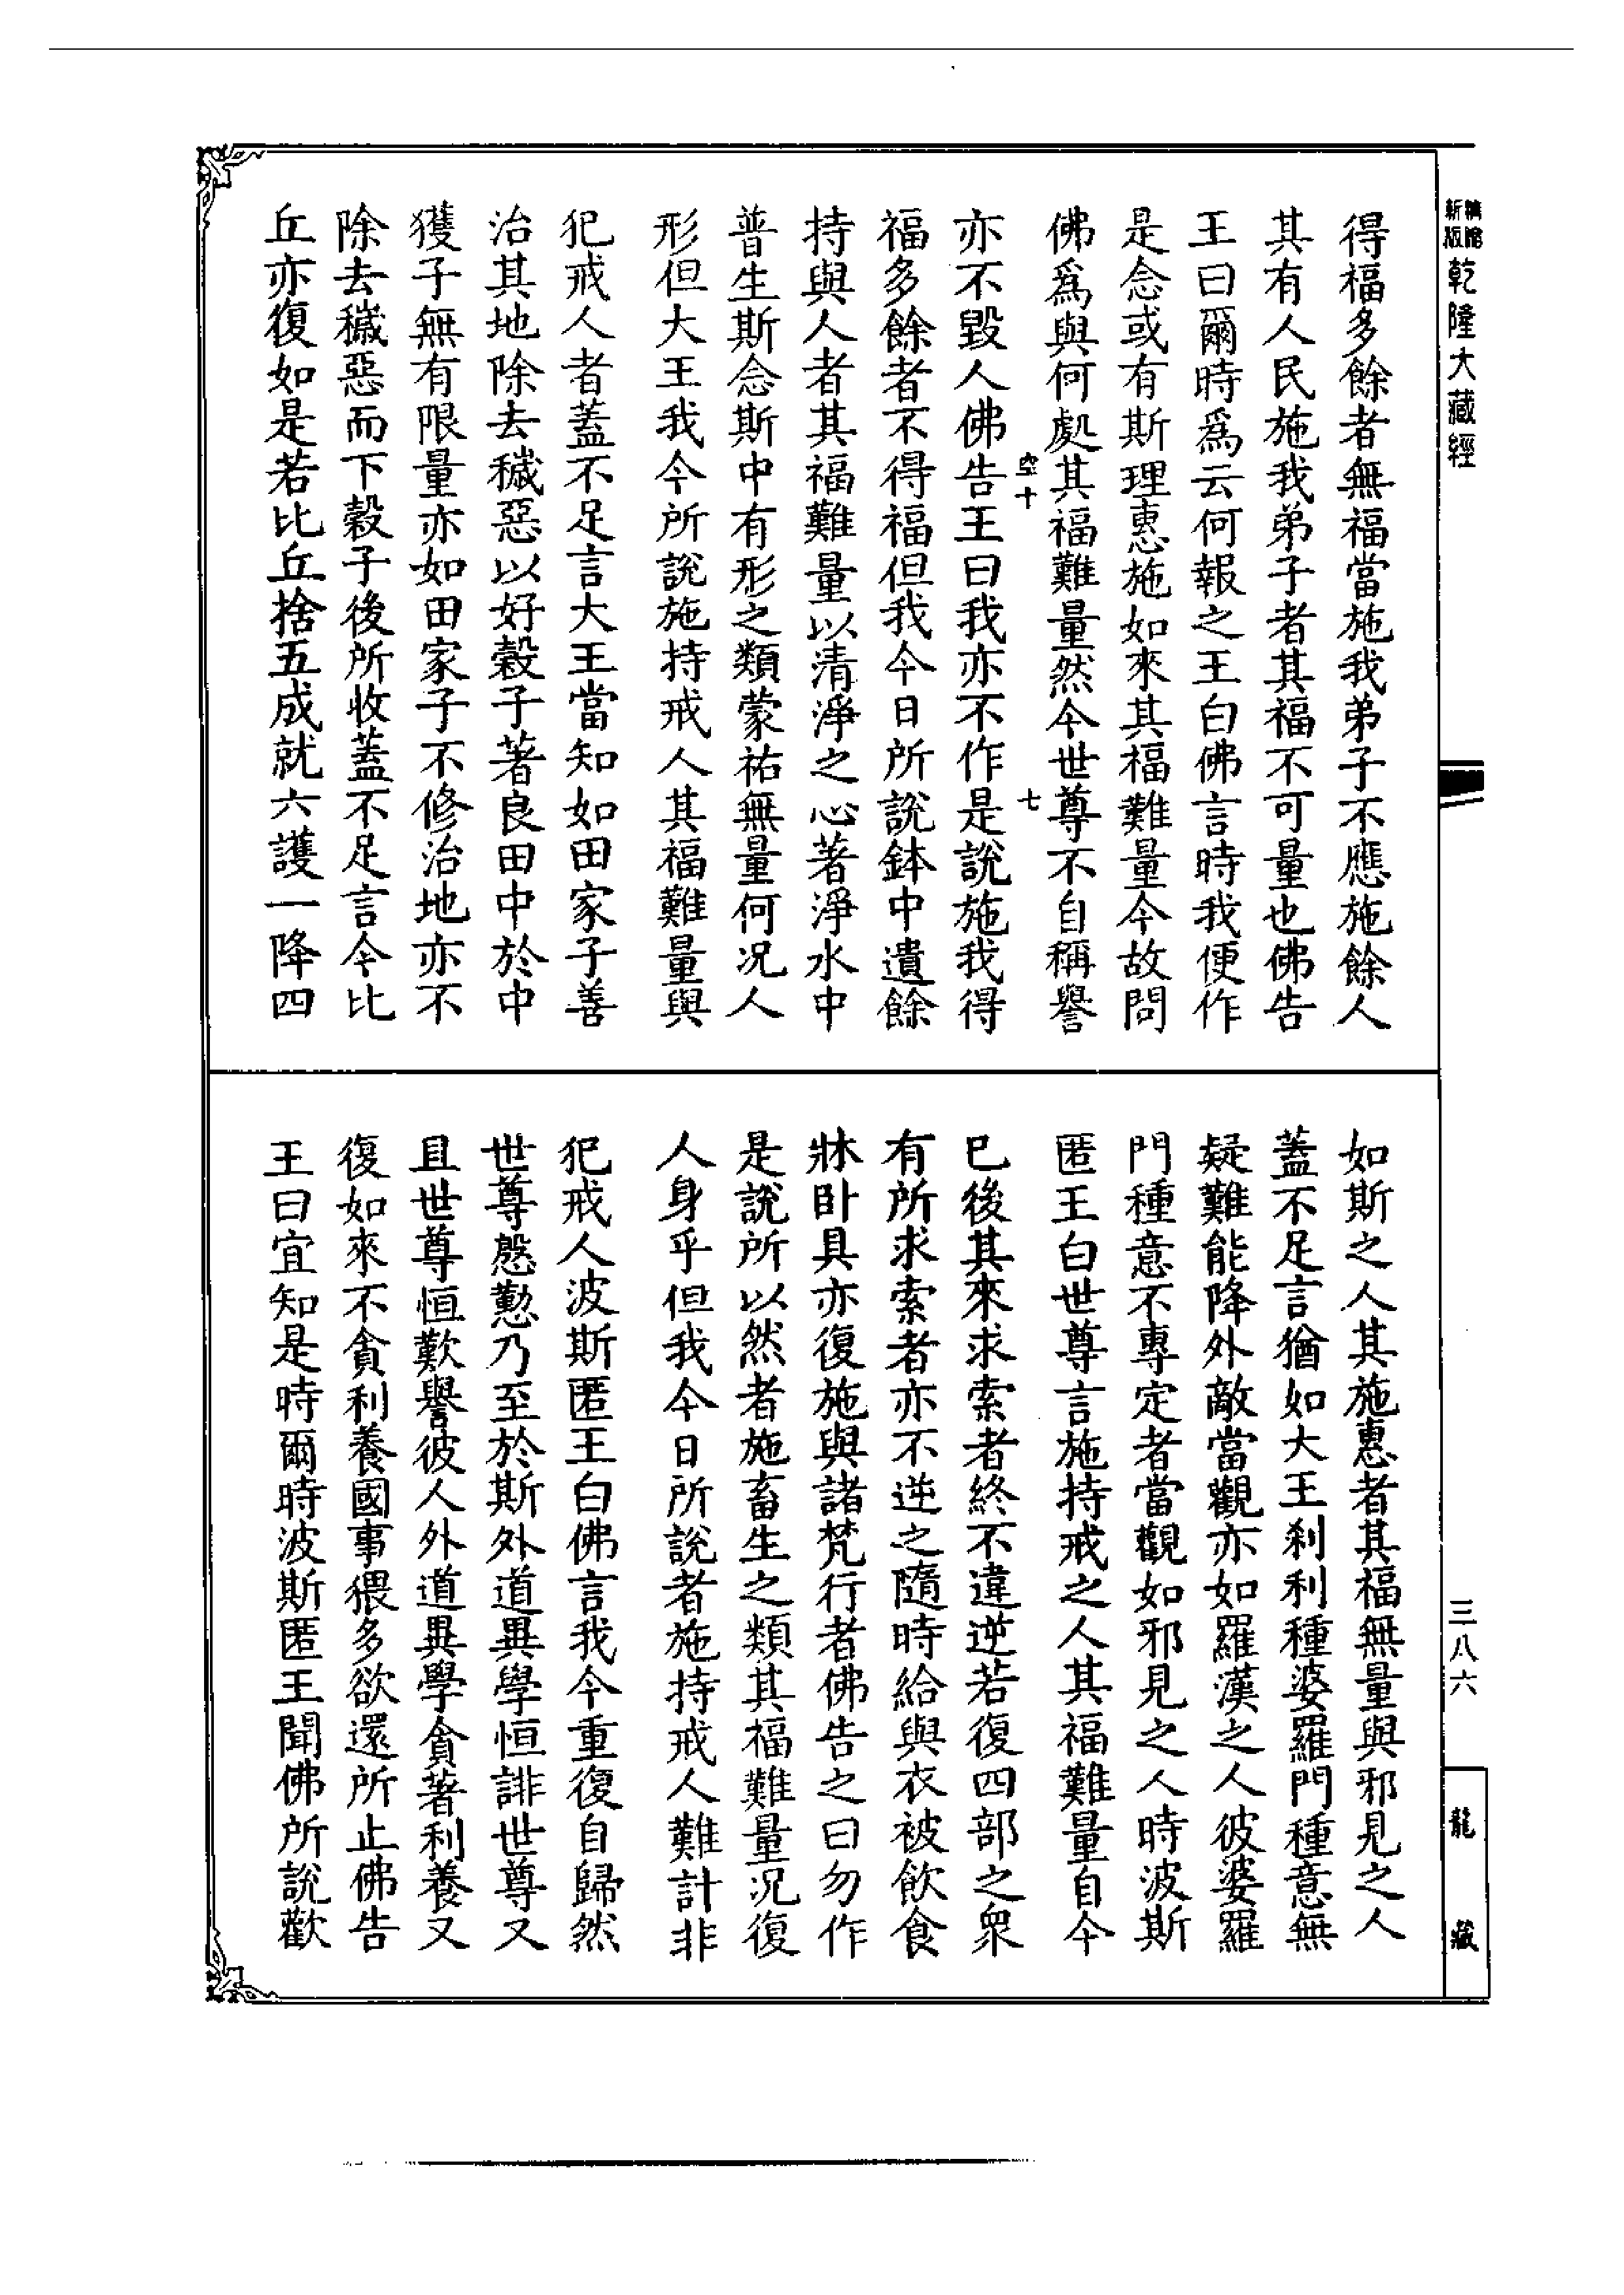 新版 乾隆大藏經
得福多餘者無福當施我弟子不應施餘人
其有人民施我弟子者其福不可量也佛告
王曰爾時爲云何報之王白佛言時我便作
是念或有斯理惠施如來其福難量今故問
佛爲與何處其福難量然今世尊不自稱譽
空十 七
亦不毀人佛告王曰我亦不作是說施我得
福多餘者不得福但我今日所說鉢中遺餘
持與人者其福難量以清淨之心著淨水中
普生斯念斯中有形之類蒙祐無量何況人
形但大王我今所說施持戒人其福難量與
犯戒人者蓋不足言大王當知如田家子善
治其地除去穢惡以好穀子著良田中於中
獲子無有限量亦如田家子不修治地亦不
除去穢惡而下穀子後所收蓋不足言今比
丘亦復如是若比丘捨五成就六護一降四
如斯之人其施惠者其福無量與邪見之人
蓋不足言猶如大王刹利種婆羅門種意無
疑難能降外敵當觀亦如羅漢之人彼婆羅
門種意不專定者當觀如邪見之人時波斯
匿王白世尊言施持戒之人其福難量自今
已後其來求索者終不違逆若復四部之衆
有所求索者亦不逆之隨時給與衣被飲食
牀卧具亦復施與諸梵行者佛告之曰勿作
是說所以然者施畜生之類其福難量況復
人身乎但我今日所說者施持戒人難計非
犯戒人波斯匿王白佛言我今重復自歸然
世尊慇懃乃至於斯外道異學恒誹世尊又
且世尊恒歎譽彼人外道異學貪著利養又
復如來不貪利養國事猥多欲還所止佛告
王曰宜知是時爾時波斯匿王聞佛所說歡
三八六
龍藏